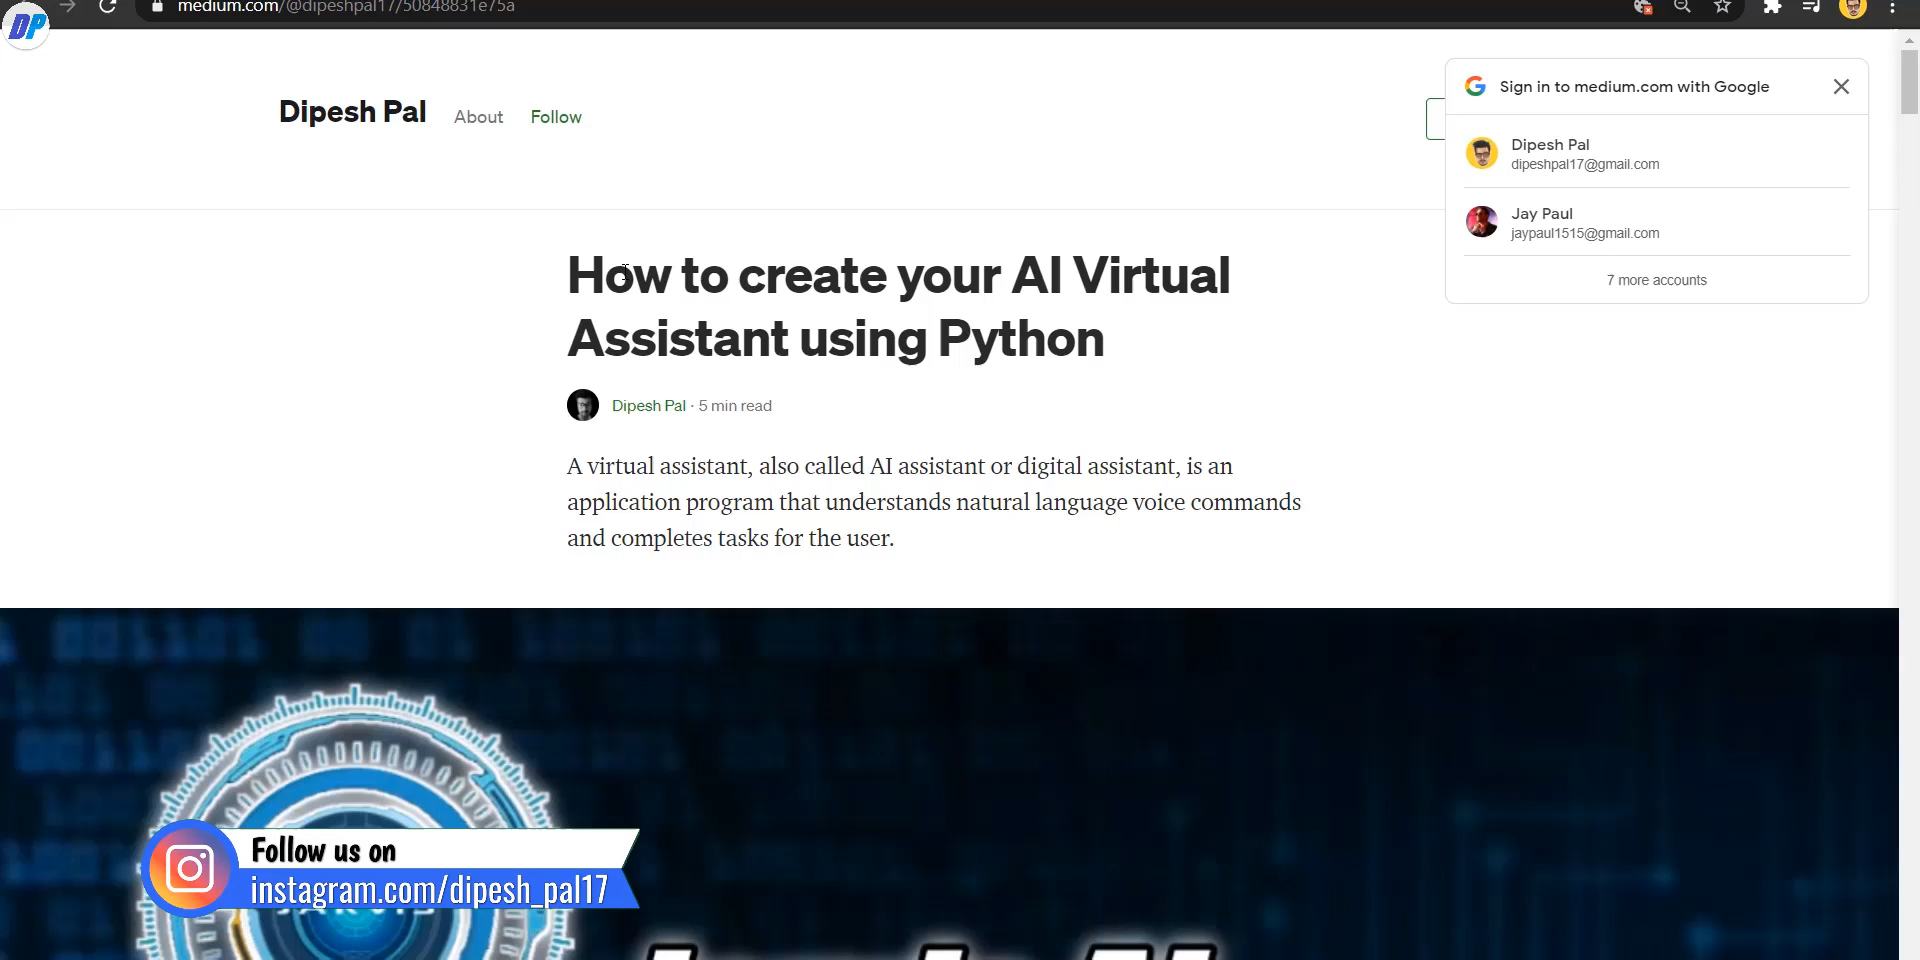 DP
medium.com/@dipeshpal17/50848831e75a
Dipesh Pal
About
Follow
Sign in to medium.com with Google
Dipesh Pal
dipeshpal17@gmail.com
Jay Paul
jaypaul1515@gmail.com
7 more accounts
How to create your AI Virtual
Assistant using Python
Dipesh Pal · 5 min read
A virtual assistant, also called AI assistant or digital assistant, is an
application program that understands natural language voice commands
and completes tasks for the user.
Follow us on
instagram.com/dipesh_pal17